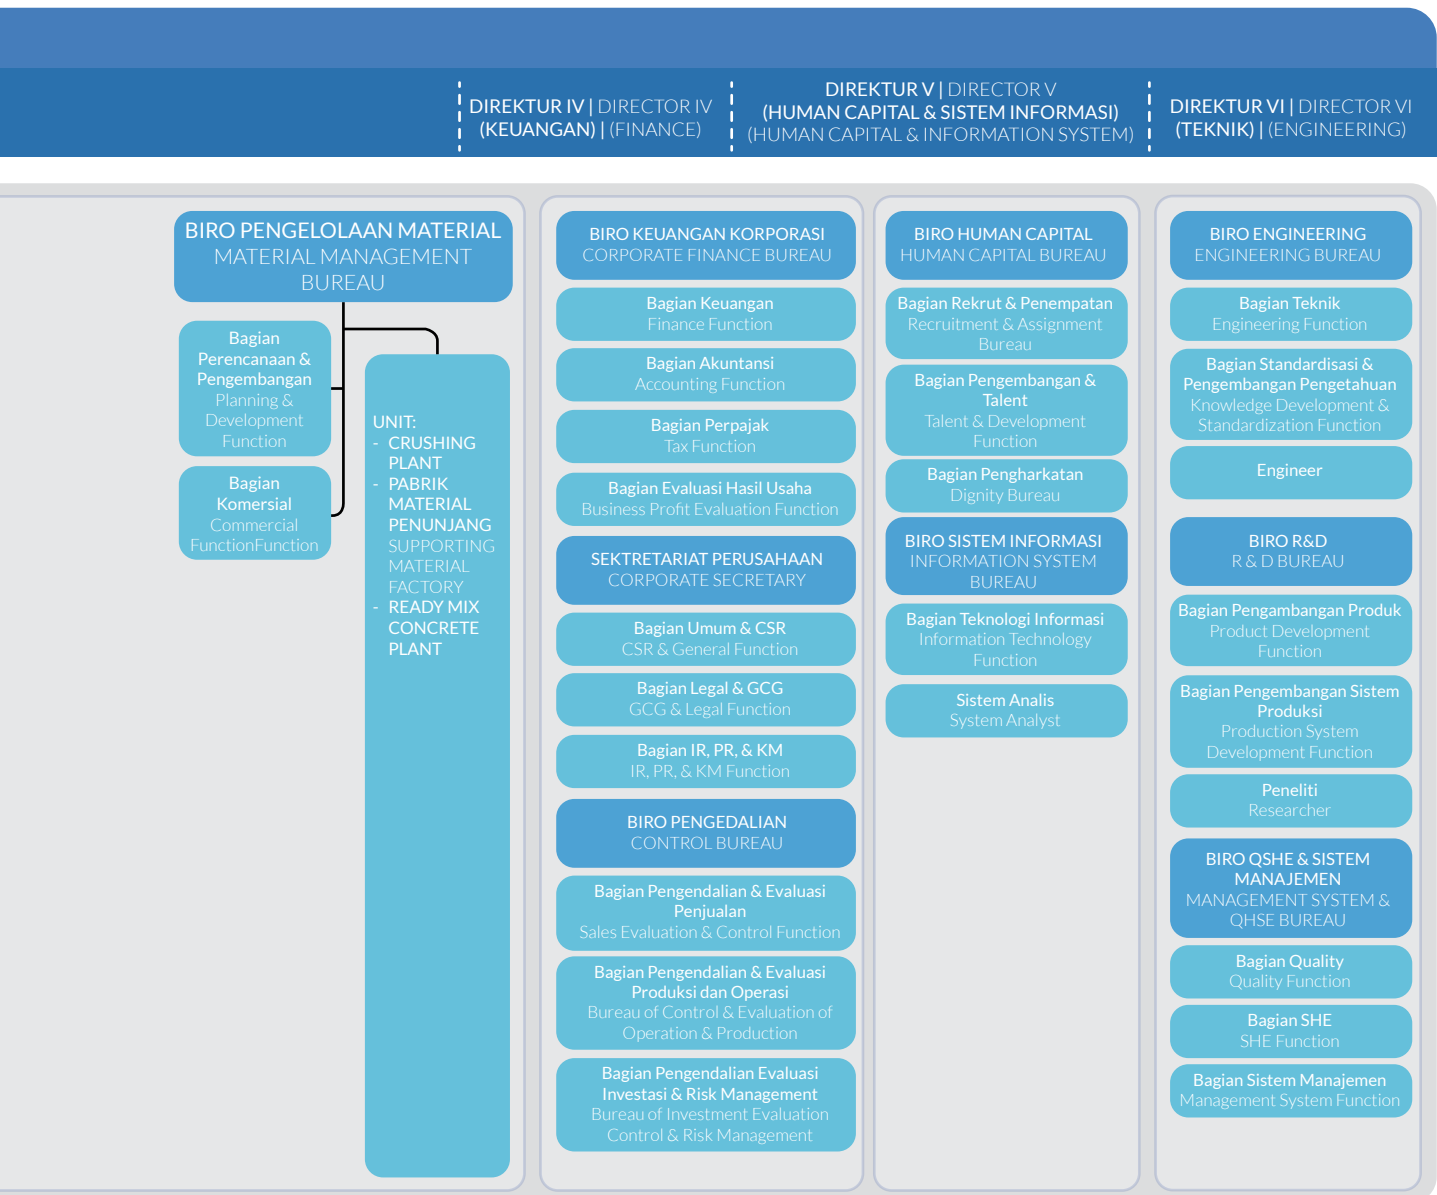 DIREKTUR IV | DIRECTOR IV
(KEUANGAN) | (FINANCE)
DIREKTUR V | DIRECTOR V
(HUMAN CAPITAL & SISTEM INFORMASI)
(HUMAN CAPITAL & INFORMATION SYSTEM)
DIREKTUR VI | DIRECTOR VI
(TEKNIK) | (ENGINEERING)
BIRO PENGELOLAAN MATERIAL
MATERIAL MANAGEMENT
BUREAU
Bagian
Perencanaan &
Pengembangan
Planning &
Development
Function
Bagian
Komersial
Commercial
FunctionFunction
UNIT:
- CRUSHING
PLANT
- PABRIK
MATERIAL
PENUNJANG
SUPPORTING
MATERIAL
FACTORY
- READY MIX
CONCRETE
PLANT
BIRO KEUANGAN KORPORASI
CORPORATE FINANCE BUREAU
Bagian Keuangan
Finance Function
Bagian Akuntansi
Accounting Function
Bagian Perpajak
Tax Function
Bagian Evaluasi Hasil Usaha
Business Profit Evaluation Function
SEKTRETARIAT PERUSAHAAN
CORPORATE SECRETARY
Bagian Umum & CSR
CSR & General Function
Bagian Legal & GCG
GCG & Legal Function
Bagian IR, PR, & KM
IR, PR, & KM Function
BIRO PENGEDALIAN
CONTROL BUREAU
Bagian Pengendalian & Evaluasi
Penjualan
Sales Evaluation & Control Function
Bagian Pengendalian & Evaluasi
Produksi dan Operasi
Bureau of Control & Evaluation of
Operation & Production
Bagian Pengendalian Evaluasi
Investasi & Risk Management
Bureau of Investment Evaluation
Control & Risk Management
BIRO HUMAN CAPITAL
HUMAN CAPITAL BUREAU
Bagian Rekrut & Penempatan
Recruitment & Assignment
Bureau
Bagian Pengembangan &
Talent
Talent & Development
Function
Bagian Pengharkatan
Dignity Bureau
BIRO SISTEM INFORMASI
INFORMATION SYSTEM
BUREAU
Bagian Teknologi Informasi
Information Technology
Function
Sistem Analis
System Analyst
BIRO ENGINEERING
ENGINEERING BUREAU
Bagian Teknik
Engineering Function
Bagian Standardisasi &
Pengembangan Pengetahuan
Knowledge Development &
Standardization Function
Engineer
BIRO R&D
R & D BUREAU
Bagian Pengambangan Produk
Product Development
Function
Bagian Pengembangan Sistem
Produksi
Production System
Development Function
Peneliti
Researcher
BIRO QSHE & SISTEM
MANAJEMEN
MANAGEMENT SYSTEM &
QHSE BUREAU
Bagian Quality
Quality Function
Bagian SHE
SHE Function
Bagian Sistem Manajemen
Management System Function